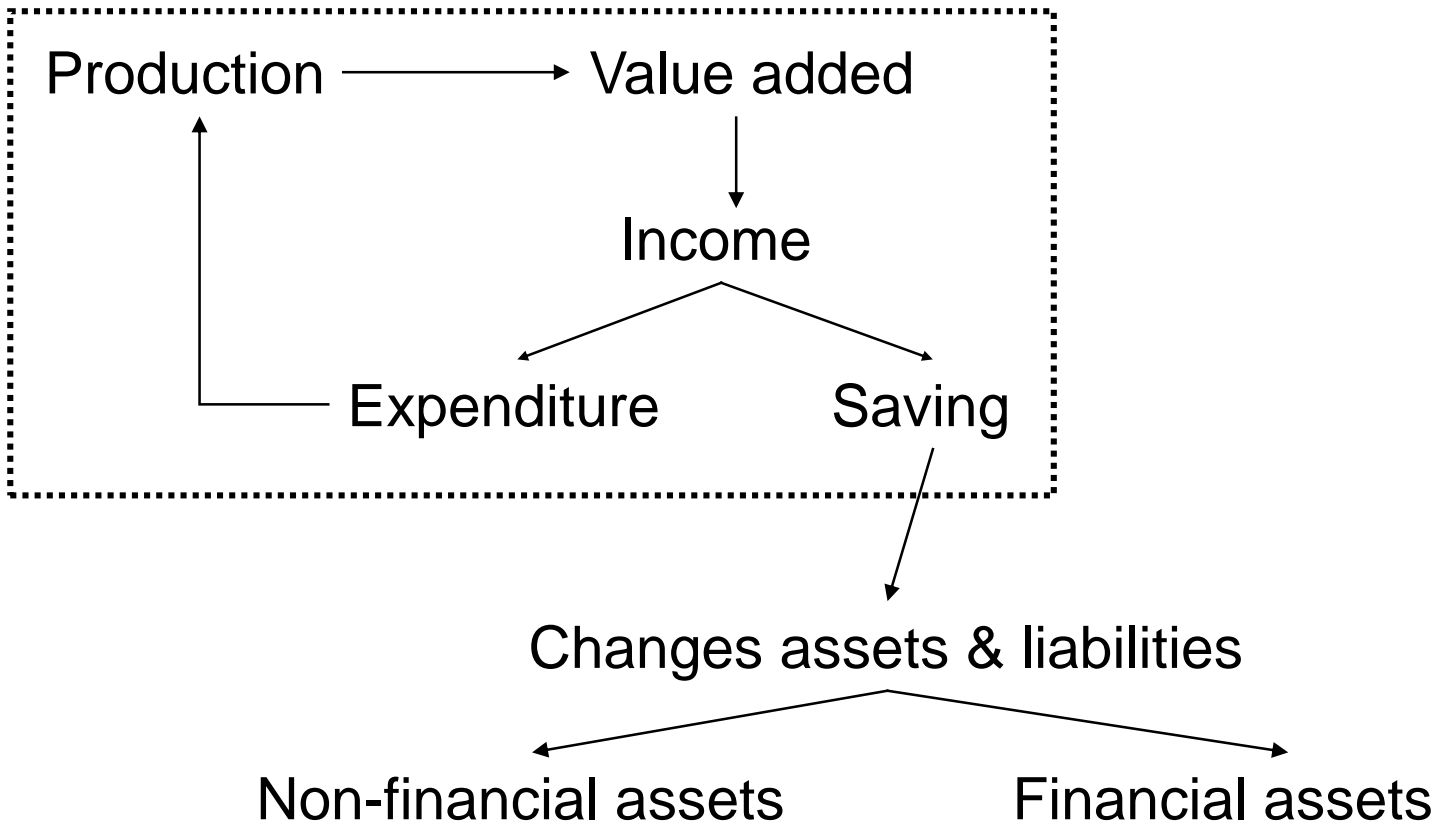 Production Value added
Income
Expenditure Saving
Changes assets & liabilities
Non-financial assets Financial assets